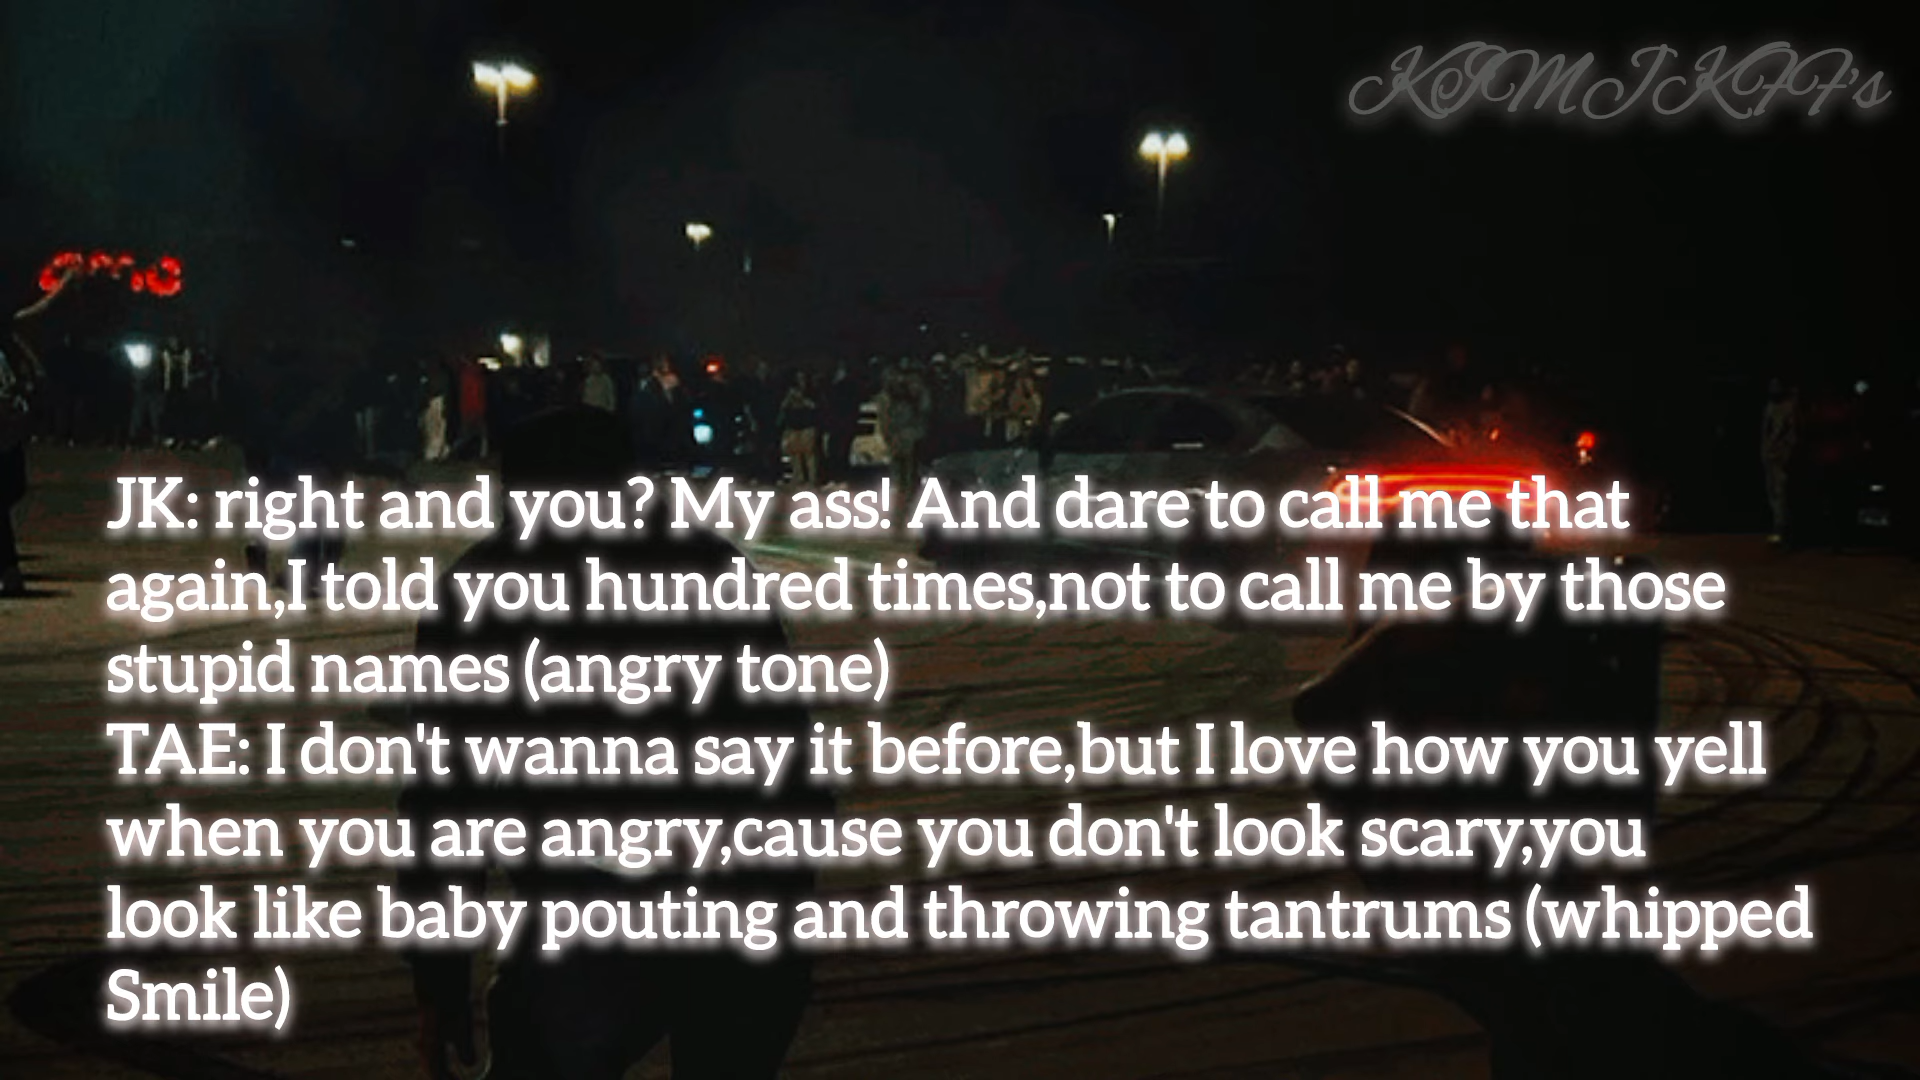 KIMJKFF's
JK: right and you? My ass! And dare to call me that
again,I told you hundred times,not to call me by those
stupid names (angry tone)
TAE: I don't wanna say it before,but I love how you yell
when you are angry,cause you don't look scary,you
look like baby pouting and throwing tantrums (whipped
Smile)